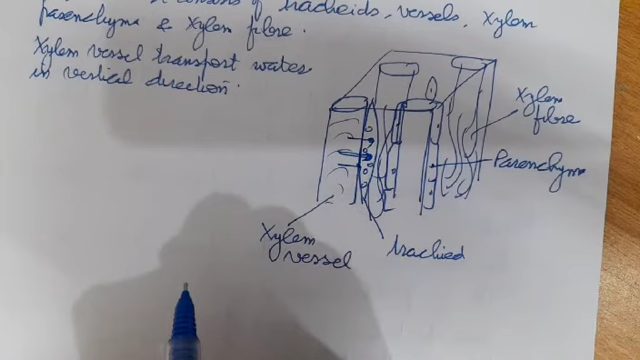 consists of tracheids, vessels, xylem
parenchyma & xylem fibre.
Xylem vessel transport water
in vertical direction.
Xylem
fibre
Parenchyma
Xylem
vessel
trachied